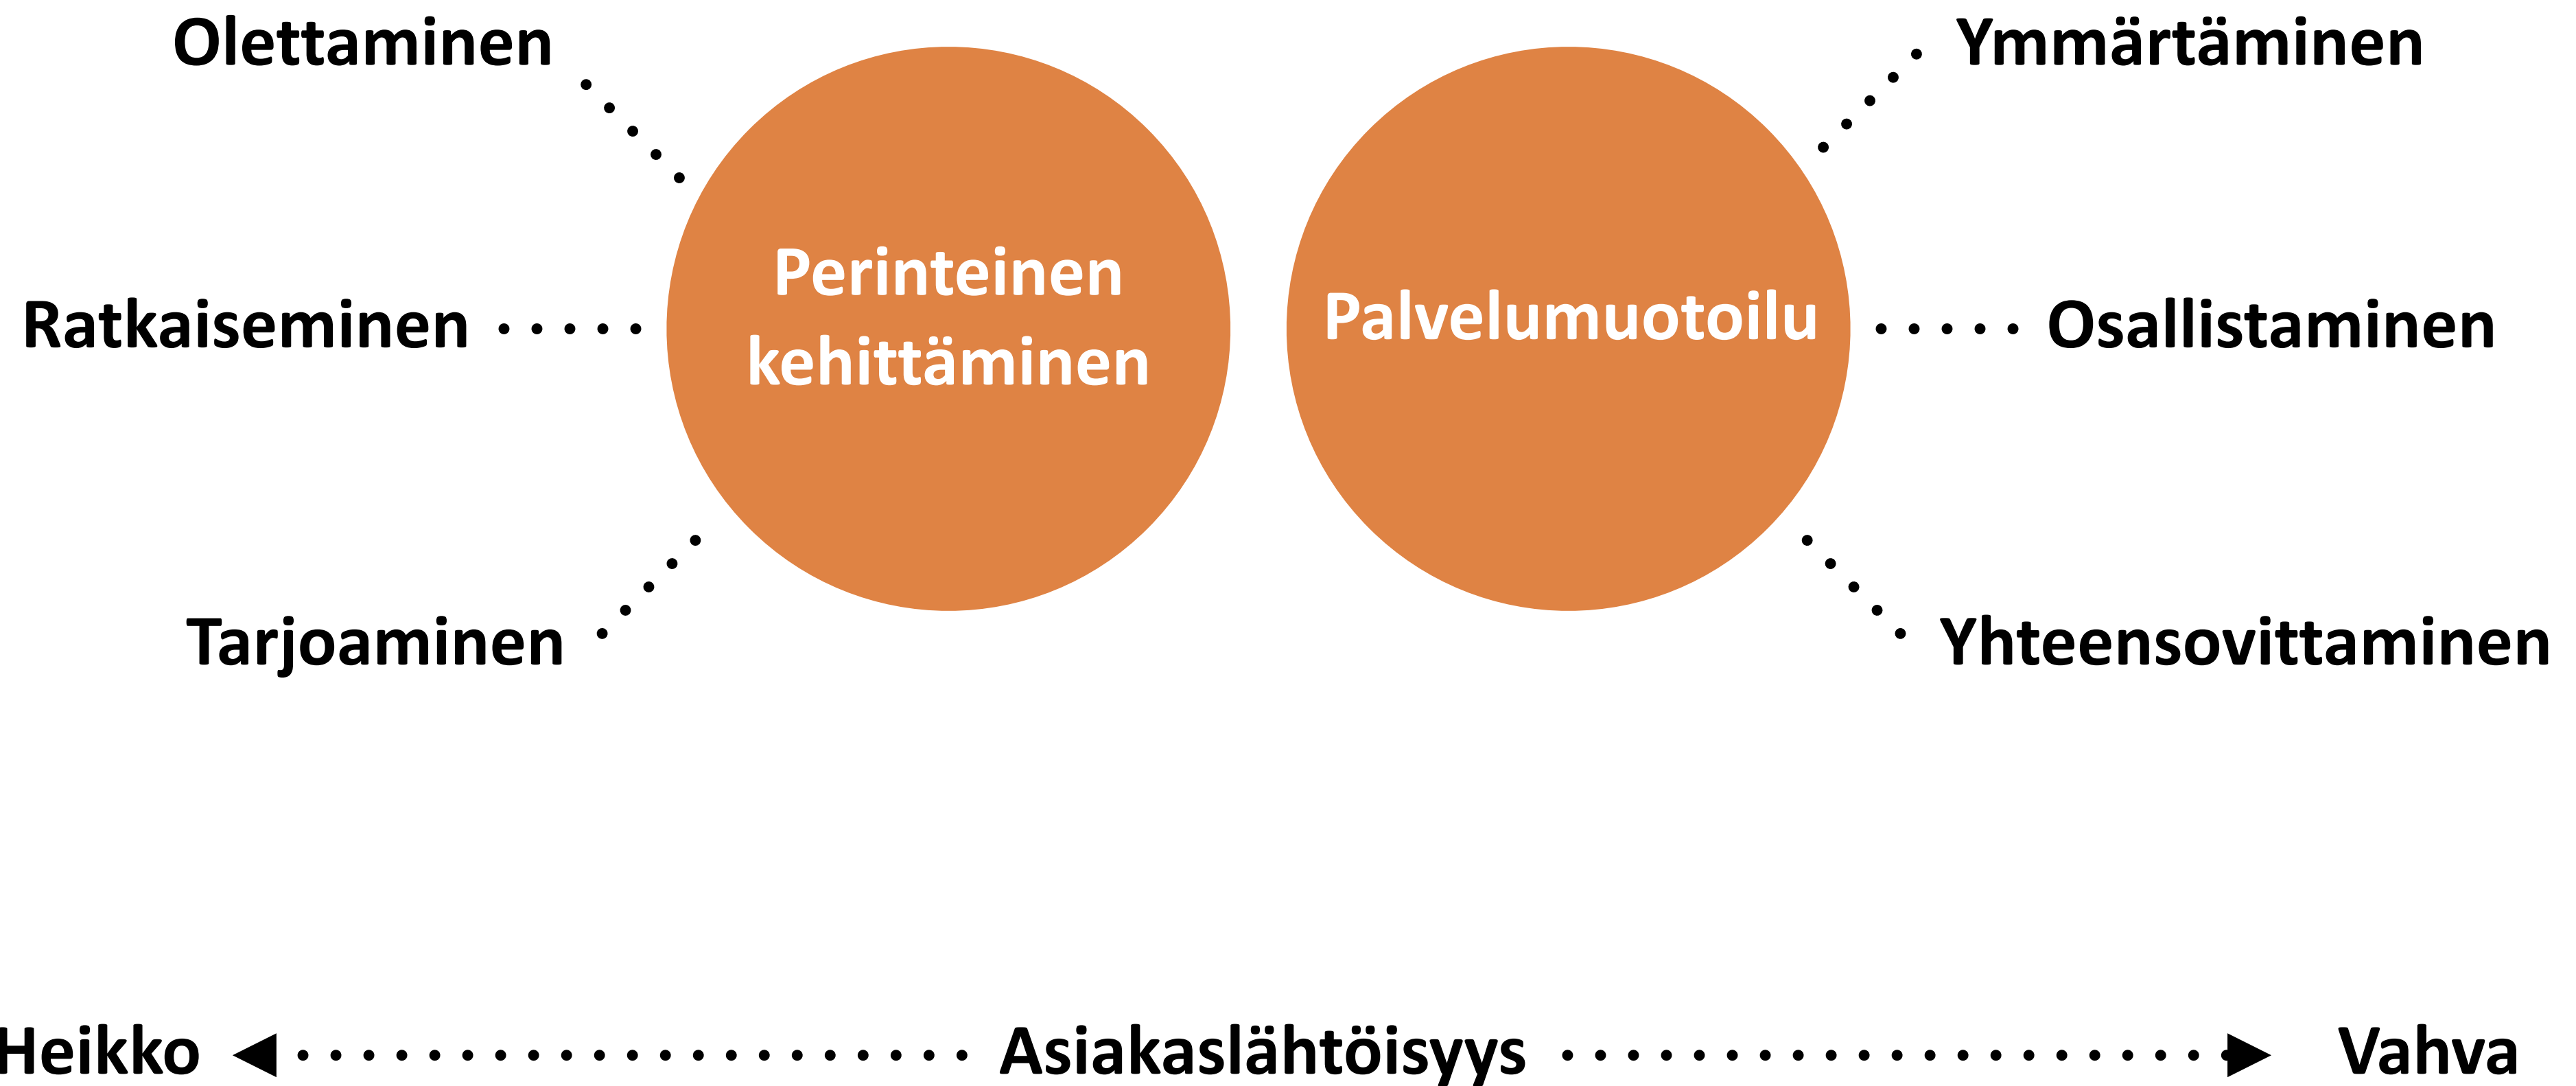 Olettaminen
Ymmärtäminen
Perinteinen
kehittäminen
Palvelumuotoilu
Ratkaiseminen
Osallistaminen
Tarjoaminen
Yhteensovittaminen
Heikko
Asiakaslähtöisyys
Vahva